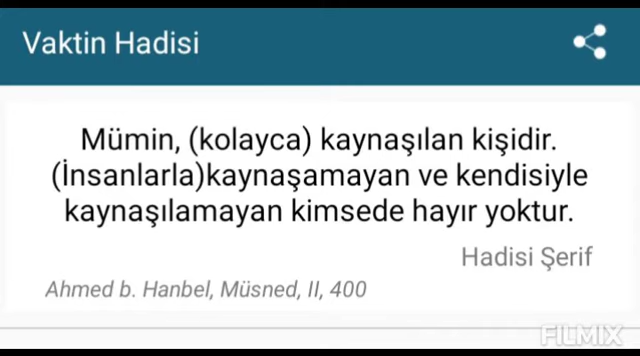 Vaktin Hadisi
Mümin, (kolayca) kaynaşılan kişidir.
(İnsanlarla)kaynaşamayan ve kendisiyle
kaynaşılamayan kimsede hayır yoktur.
Hadisi Şerif
Ahmed b. Hanbel, Müsned, II, 400
FILMIX